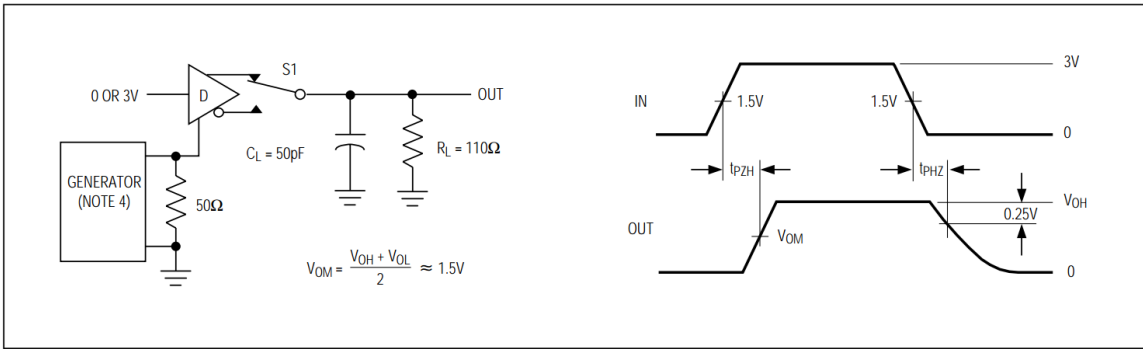 S1
0 OR 3V
D
OUT
C_L = 50pF
R_L = 110Ω
GENERATOR
(NOTE 4)
50Ω
V_OM = (V_OH + V_OL) / 2 ≈ 1.5V
3V
IN
1.5V
1.5V
0
t_PZH
t_PHZ
V_OH
0.25V
OUT
V_OM
0